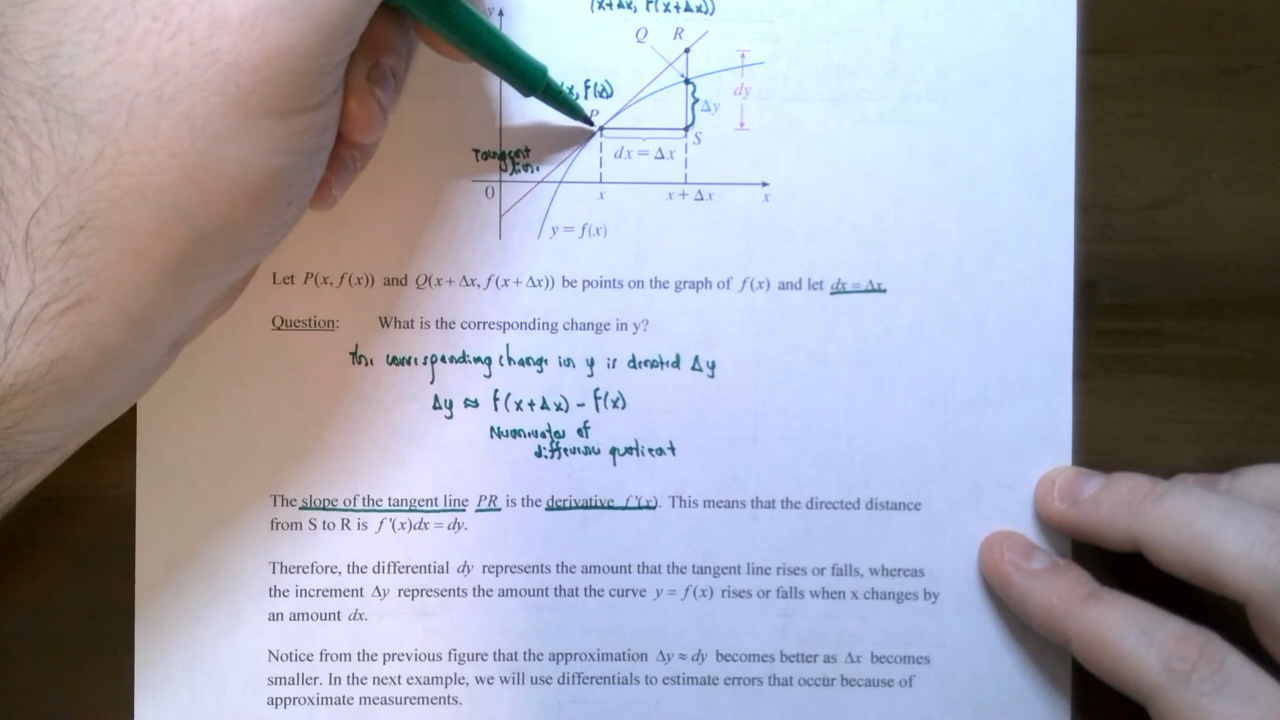 y
(x+Δx, f(x+Δx))
Q R
x, f(x)
P
Δy
dy
S
Tangent
line
dx = Δx
0
x
x + Δx
x
y = f(x)
Let P(x, f(x)) and Q(x + Δx, f(x + Δx)) be points on the graph of f(x) and let dx = Δx.
Question: What is the corresponding change in y?
The corresponding change in y is denoted Δy
Δy ≈ f(x+Δx) - f(x)
Numerator of
difference quotient
The slope of the tangent line PR is the derivative f'(x). This means that the directed distance
from S to R is f'(x)dx = dy.
Therefore, the differential dy represents the amount that the tangent line rises or falls, whereas
the increment Δy represents the amount that the curve y = f(x) rises or falls when x changes by
an amount dx.
Notice from the previous figure that the approximation Δy ≈ dy becomes better as Δx becomes
smaller. In the next example, we will use differentials to estimate errors that occur because of
approximate measurements.